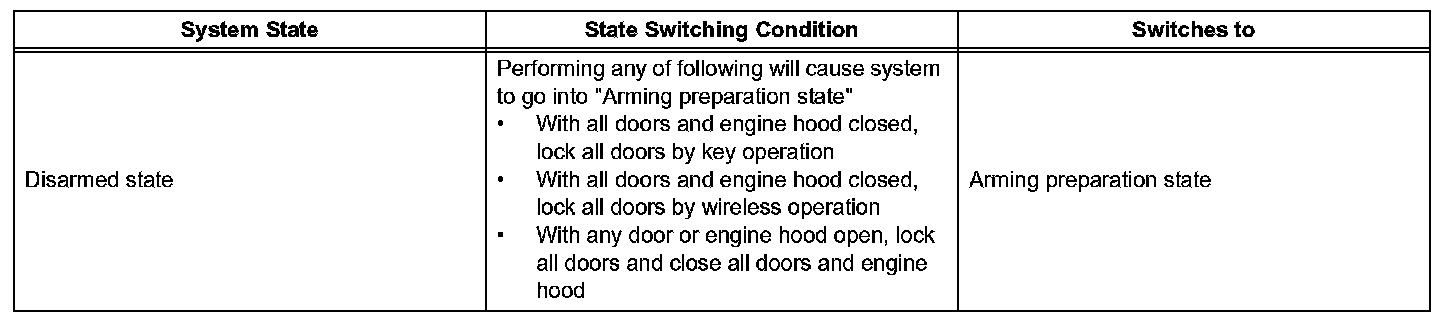 System State
State Switching Condition
Switches to
Disarmed state
Performing any of following will cause system
to go into "Arming preparation state"
• With all doors and engine hood closed,
lock all doors by key operation
• With all doors and engine hood closed,
lock all doors by wireless operation
• With any door or engine hood open, lock
all doors and close all doors and engine
hood
Arming preparation state